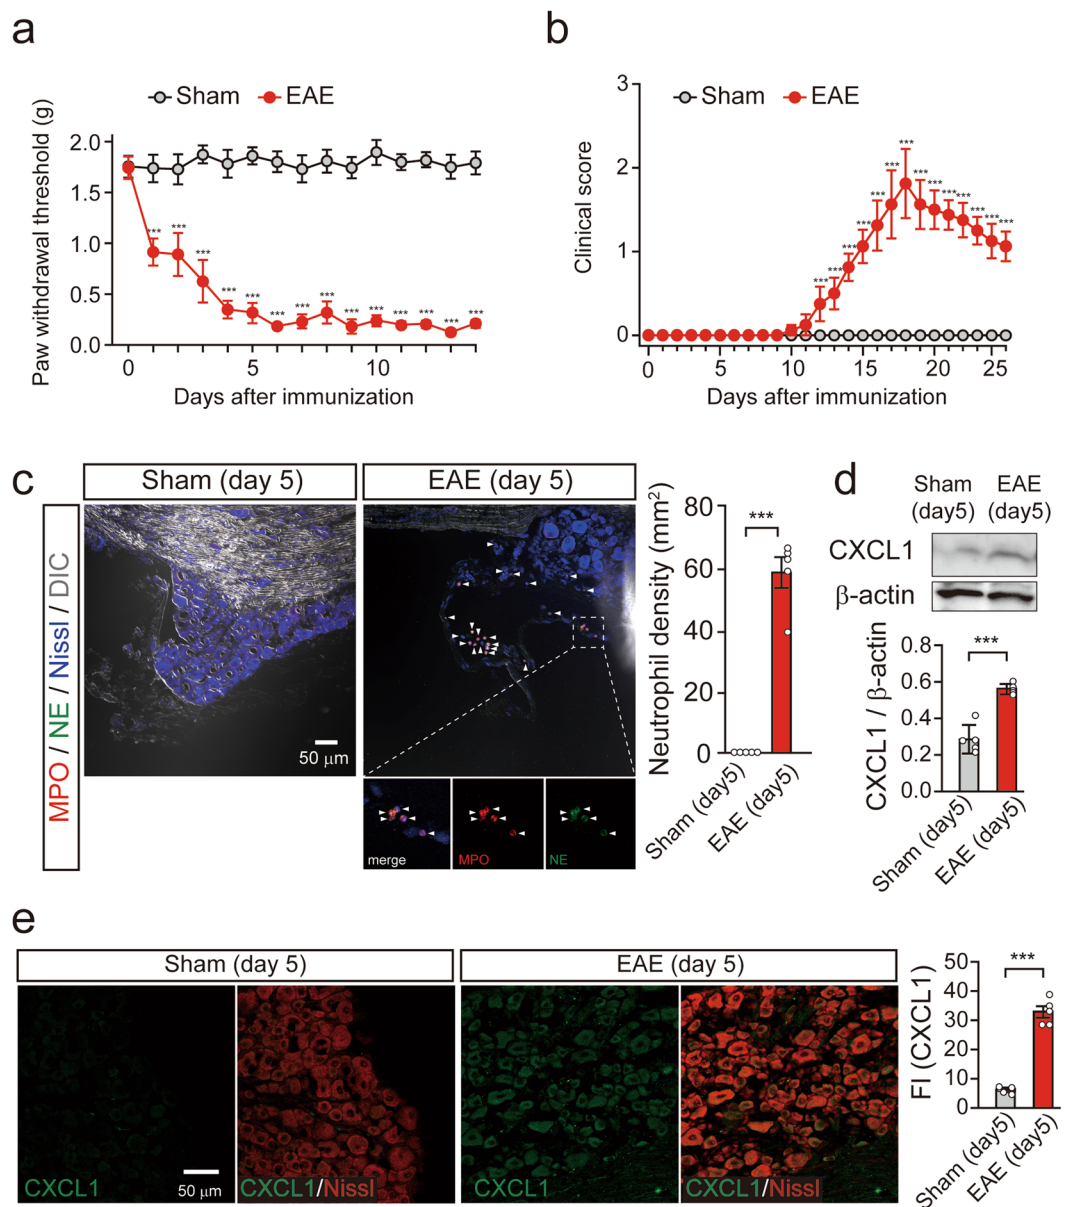 a
Sham EAE
Paw withdrawal threshold (g)
2.0
1.5
1.0
0.5
0.0
*** *** *** *** *** *** *** *** *** *** *** *** *** ***
0 5 10
Days after immunization
b
Sham EAE
Clinical score
3
2
1
0
*** *** *** *** *** *** *** *** *** *** *** *** *** *** ***
0 5 10 15 20 25
Days after immunization
c
MPO / NE / Nissl / DIC
Sham (day 5)
50 μm
EAE (day 5)
merge
MPO
NE
Neutrophil density (mm2)
80
60
40
20
0
***
Sham (day5)
EAE (day5)
d
Sham EAE
(day5) (day5)
CXCL1
β-actin
CXCL1 / β-actin
0.8
0.6
0.4
0.2
0.0
***
Sham (day5)
EAE (day5)
e
Sham (day 5)
CXCL1
50 μm
CXCL1/Nissl
EAE (day 5)
CXCL1
CXCL1/Nissl
FI (CXCL1)
50
40
30
20
10
0
***
Sham (day5)
EAE (day5)